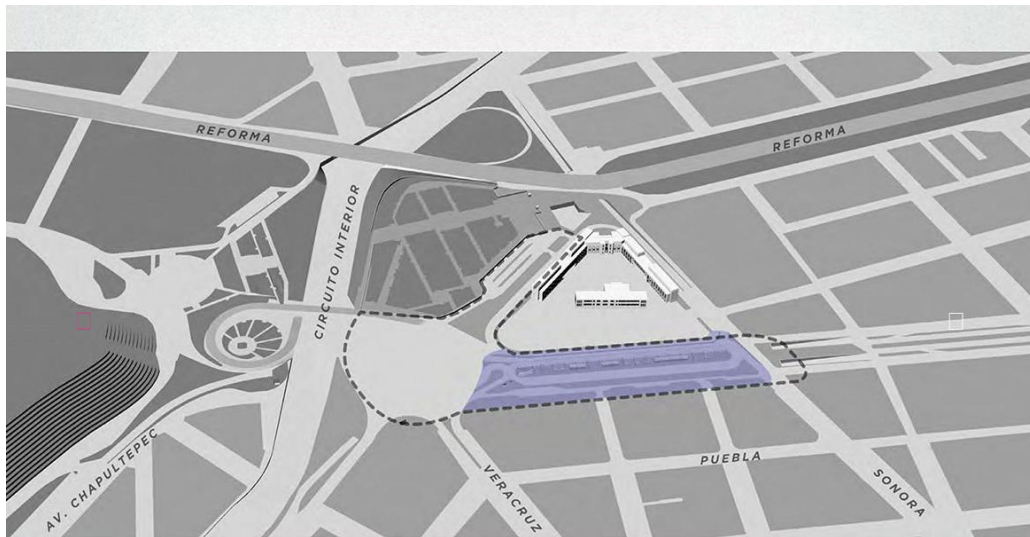 REFORMA
REFORMA
CIRCUITO INTERIOR
AV. CHAPULTEPEC
VERACRUZ
PUEBLA
SONORA